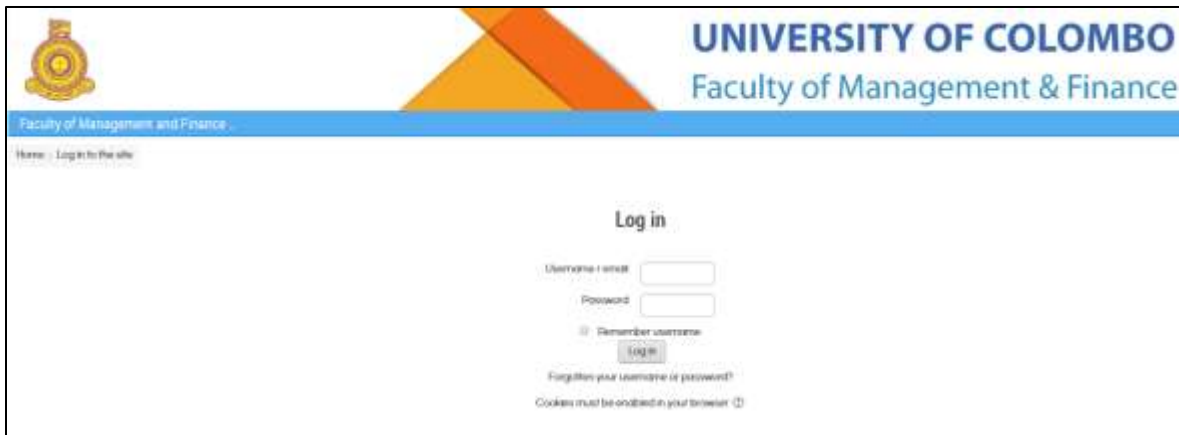 UNIVERSITY OF COLOMBO
Faculty of Management & Finance
Faculty of Management and Finance ..
Home Log in to the site
Log in
Username / email
Password
Remember username
Log in
Forgotten your username or password?
Cookies must be enabled in your browser